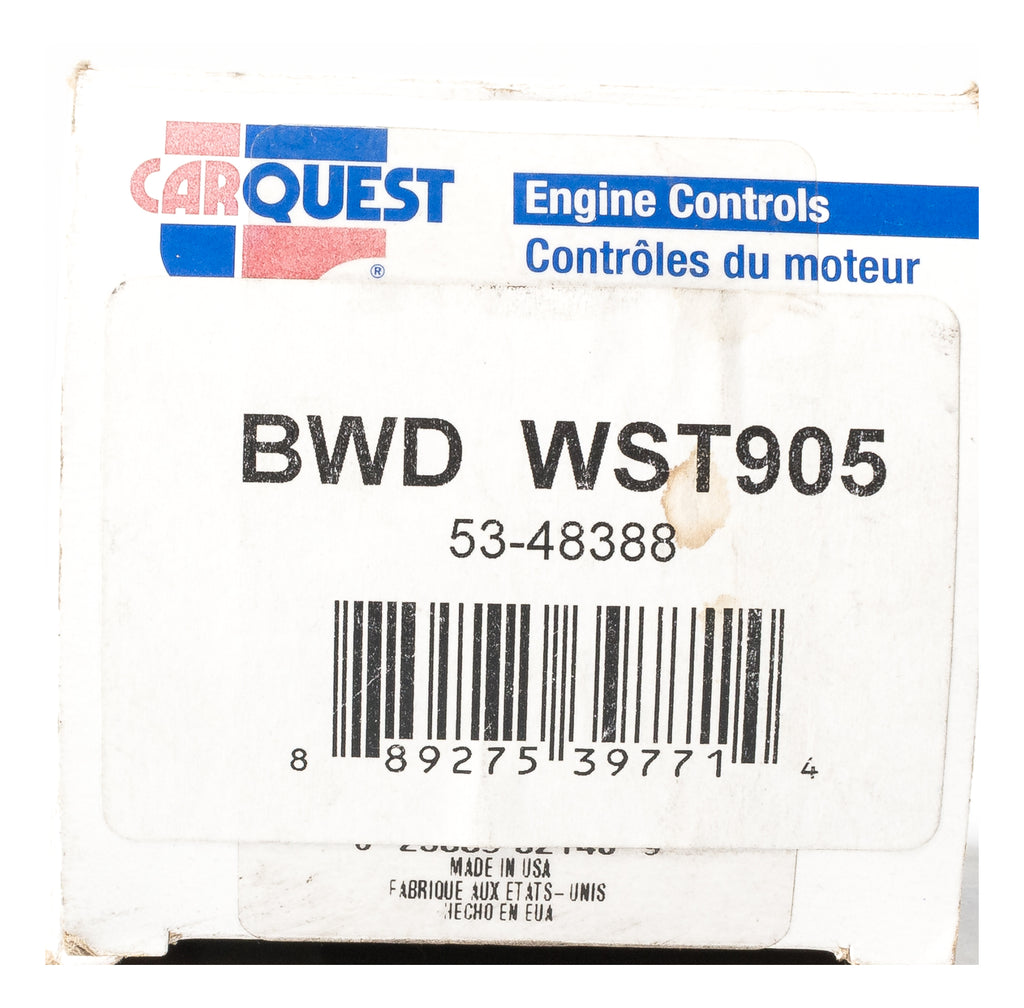 CARQUEST
®
Engine Controls
Contrôles du moteur
BWD WST905
53-48388
8 89275 39771 4
MADE IN USA
FABRIQUE AUX ETATS-UNIS
HECHO EN EUA